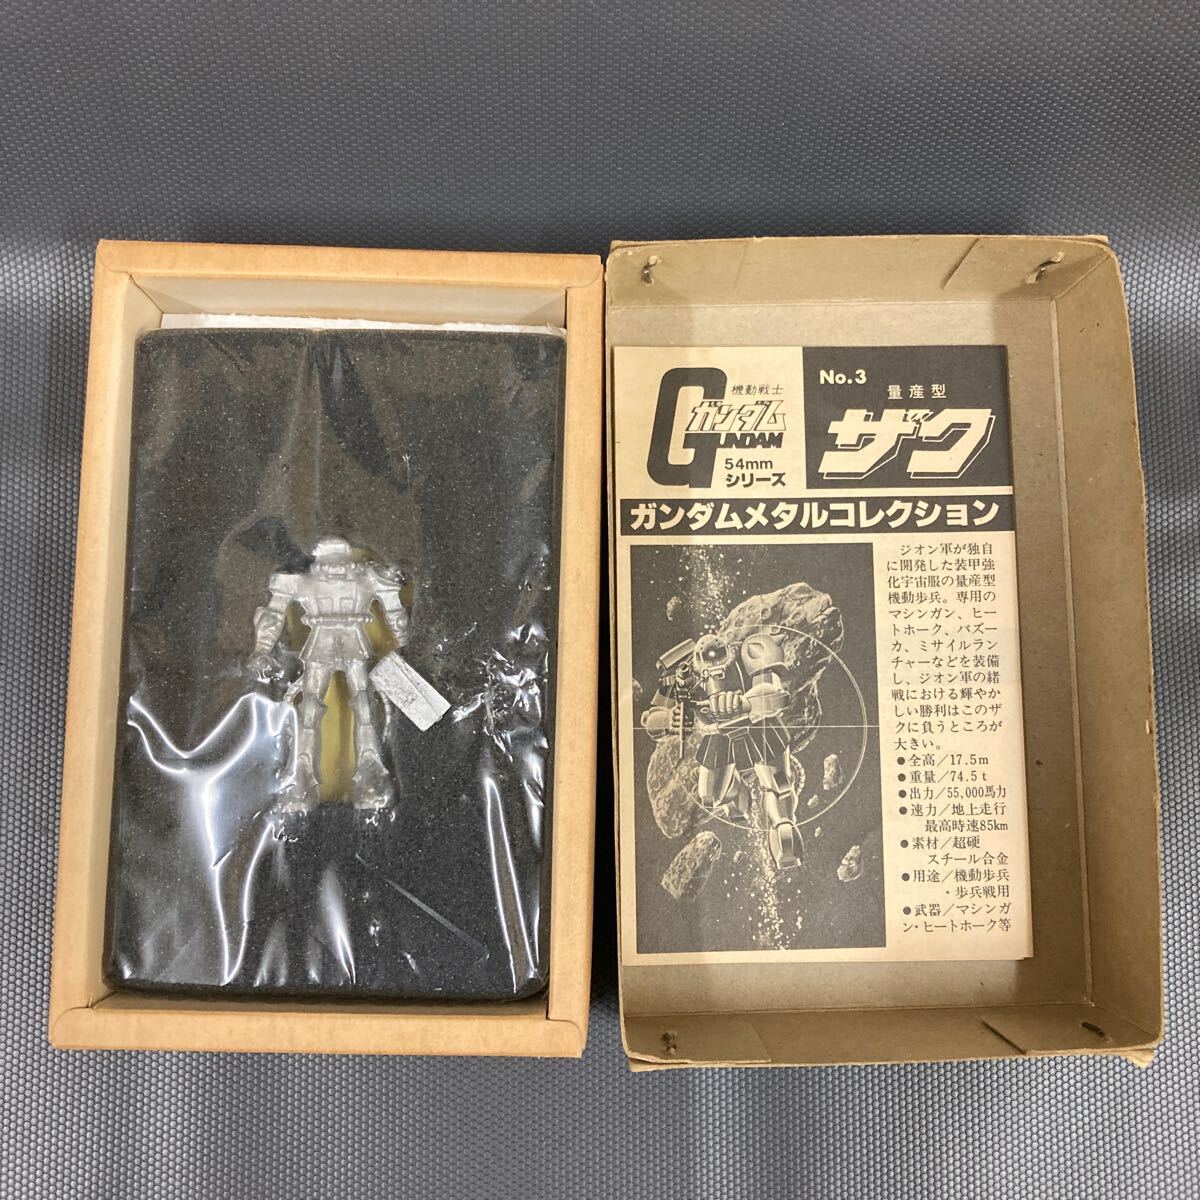 機動戦士
ガンダム
GUNDAM
54mm
シリーズ
No.3
量産型
ザク
ガンダムメタルコレクション
ジオン軍が独自
に開発した装甲強
化宇宙服の量産型
機動歩兵。専用の
マシンガン、ヒー
トホーク、バズー
カ、ミサイルラン
チャーなどを装備
し、ジオン軍の緒
戦における輝やか
しい勝利はこのザ
クに負うところが
大きい。
●全高/17.5m
●重量/74.5t
●出力/55,000馬力
●速力/地上走行
最高時速85km
●素材/超硬
スチール合金
●用途/機動歩兵
・歩兵戦用
●武器/マシンガ
ン・ヒートホーク等